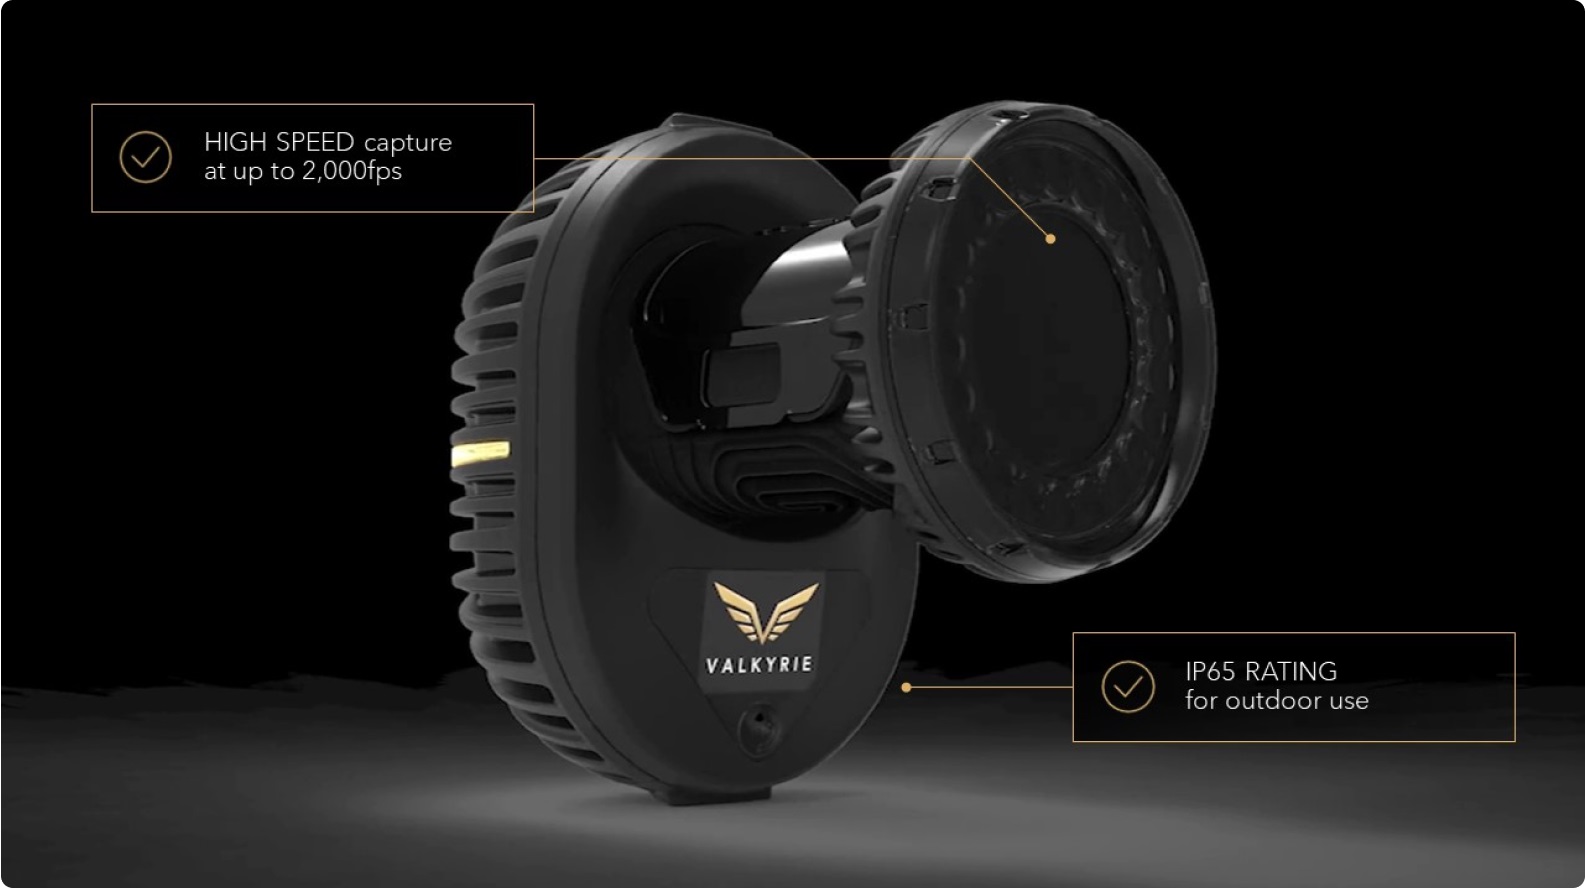 HIGH SPEED capture
at up to 2,000fps
VALKYRIE
IP65 RATING
for outdoor use